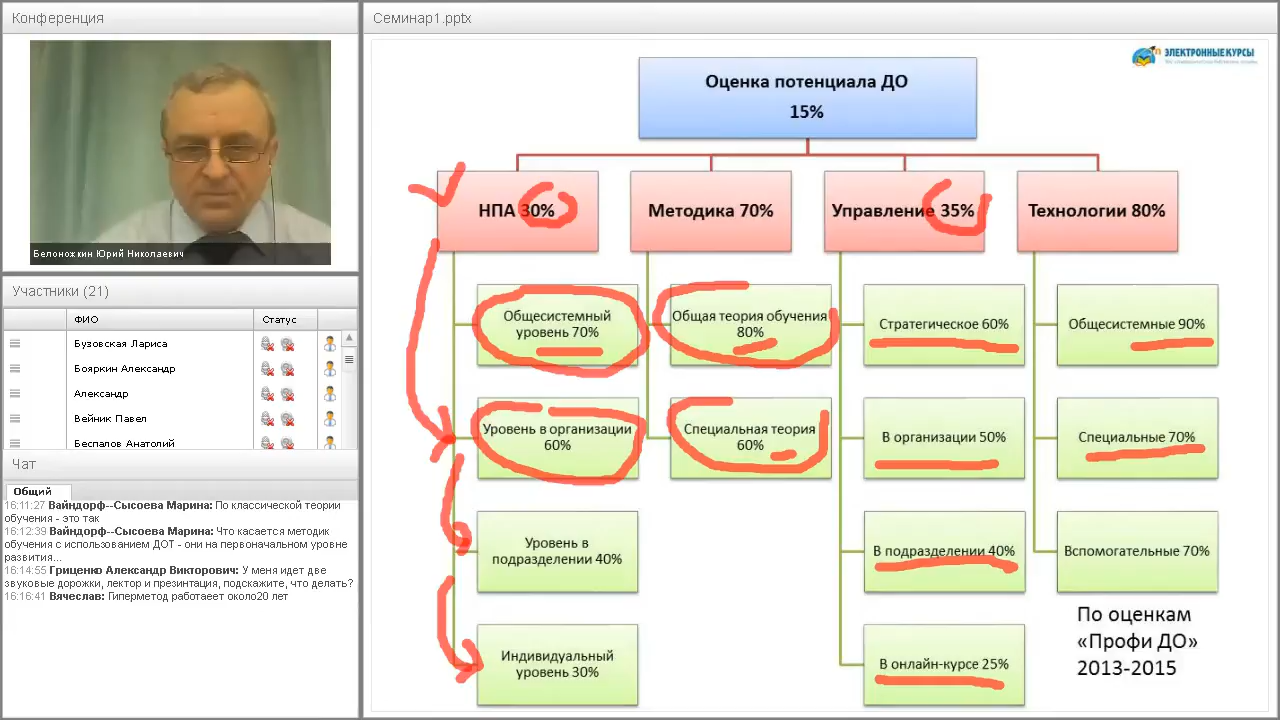 Конференция
Белоножкин Юрий Николаевич
Участники (21)
ФИО
Статус
Бузовская Лариса
Бояркин Александр
Александр
Вейник Павел
Беспалов Анатолий
Чат
Общий
16:11:27 Вайндорф--Сысоева Марина: По классической теории
обучения - это так
16:12:39 Вайндорф--Сысоева Марина: Что касается методик
обучения с использованием ДОТ - они на первоначальном уровне
развития...
16:14:55 Гриценко Александр Викторович: У меня идет две
звуковые дорожки, лектор и презинтация, подскажите, что делать?
16:16:41 Вячеслав: Гиперметод работаеет около20 лет
Семинар1.pptx
ЭЛЕКТРОННЫЕ КУРСЫ
Оценка потенциала ДО
15%
НПА 30%
Методика 70%
Управление 35%
Технологии 80%
Общесистемный
уровень 70%
Общая теория обучения
80%
Стратегическое 60%
Общесистемные 90%
Уровень в организации
60%
Специальная теория
60%
В организации 50%
Специальные 70%
Уровень в
подразделении 40%
В подразделении 40%
Вспомогательные 70%
Индивидуальный
уровень 30%
В онлайн-курсе 25%
По оценкам
«Профи ДО»
2013-2015